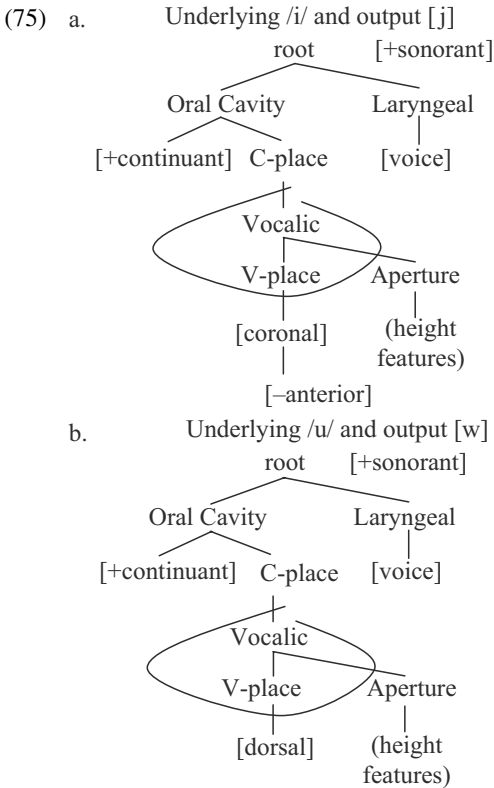 (75) a. Underlying /i/ and output [j]
root [+sonorant]
Oral Cavity Laryngeal
[+continuant] C-place [voice]
Vocalic
V-place Aperture
[coronal] (height
features)
[–anterior]
b. Underlying /u/ and output [w]
root [+sonorant]
Oral Cavity Laryngeal
[+continuant] C-place [voice]
Vocalic
V-place Aperture
[dorsal] (height
features)